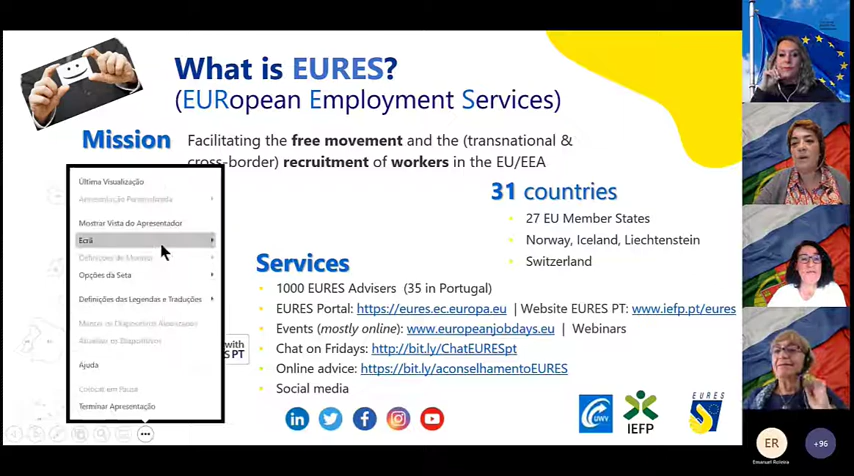 What is EURES?
(EURopean Employment Services)
Mission
Facilitating the free movement and the (transnational &
cross-border) recruitment of workers in the EU/EEA
31 countries
27 EU Member States
Norway, Iceland, Liechtenstein
Switzerland
Última Visualização
Mostrar Vista do Apresentador
Ecrã
Opções da Seta
Definições das Legendas e Traduções
Ajuda
Colocar em Pausa
Terminar Apresentação
with
S PT
Services
1000 EURES Advisers (35 in Portugal)
EURES Portal: https://eures.ec.europa.eu | Website EURES PT: www.iefp.pt/eures
Events (mostly online): www.europeanjobdays.eu | Webinars
Chat on Fridays: http://bit.ly/ChatEURESpt
Online advice: https://bit.ly/aconselhamentoEURES
Social media
IEFP
EURES
ER
+96